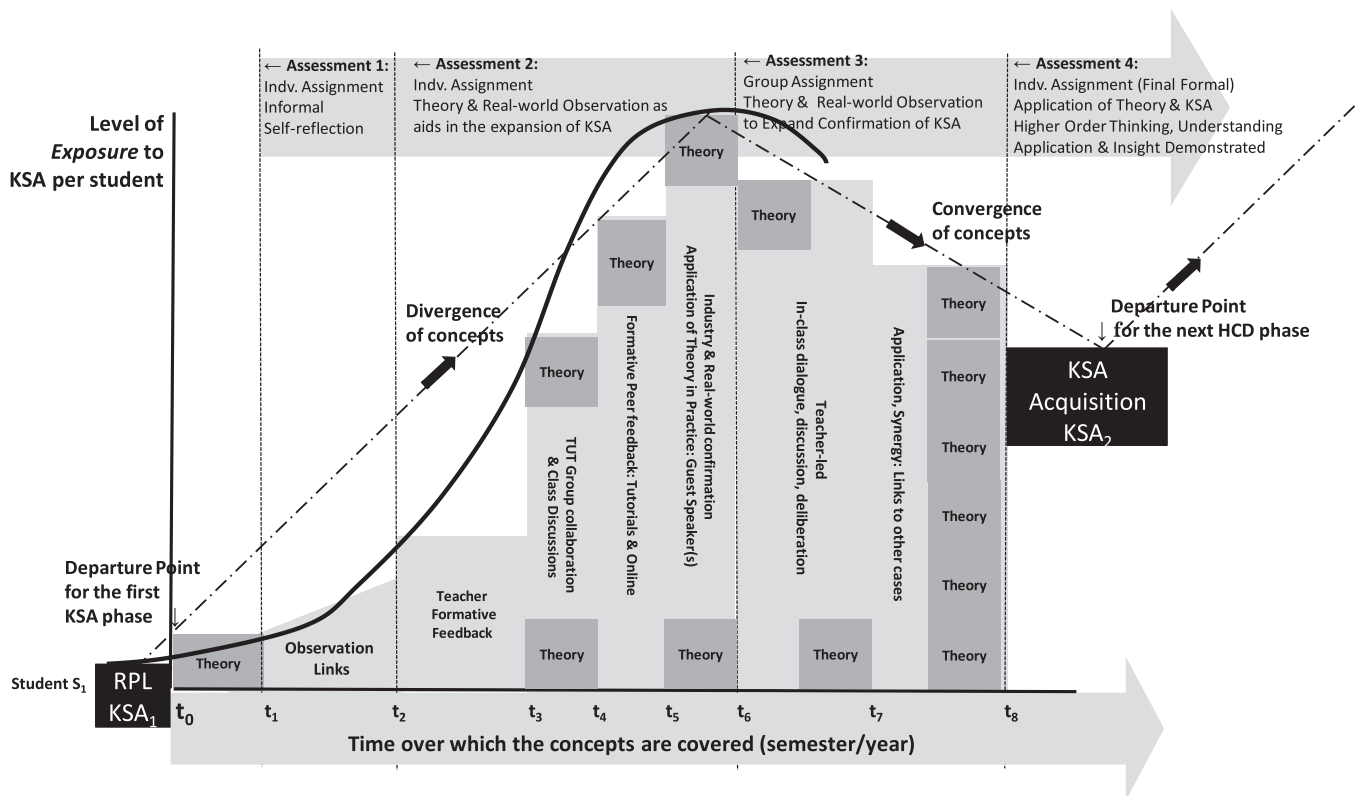 ← Assessment 1:
Indv. Assignment
Informal
Self-reflection
← Assessment 2:
Indv. Assignment
Theory & Real-world Observation as
aids in the expansion of KSA
← Assessment 3:
Group Assignment
Theory & Real-world Observation
to Expand Confirmation of KSA
← Assessment 4:
Indv. Assignment (Final Formal)
Application of Theory & KSA
Higher Order Thinking, Understanding
Application & Insight Demonstrated
Level of
Exposure to
KSA per student
Theory
Theory
Convergence
of concepts
Theory
Divergence
of concepts
Theory
Departure Point
↓ for the next HCD phase
Theory
KSA
Acquisition
KSA₂
Theory
Theory
Theory
Theory
Industry & Real-world confirmation
Application of Theory in Practice: Guest Speaker(s)
Formative Peer feedback: Tutorials & Online
TUT Group collaboration
& Class Discussions
Teacher-led
In-class dialogue, discussion, deliberation
Application, Synergy: Links to other cases
Departure Point
for the first
KSA phase ↓
Teacher
Formative
Feedback
Observation
Links
Theory
Theory
Theory
Theory
Theory
Student S₁
RPL
KSA₁
t₀
t₁
t₂
t₃
t₄
t₅
t₆
t₇
t₈
Time over which the concepts are covered (semester/year)